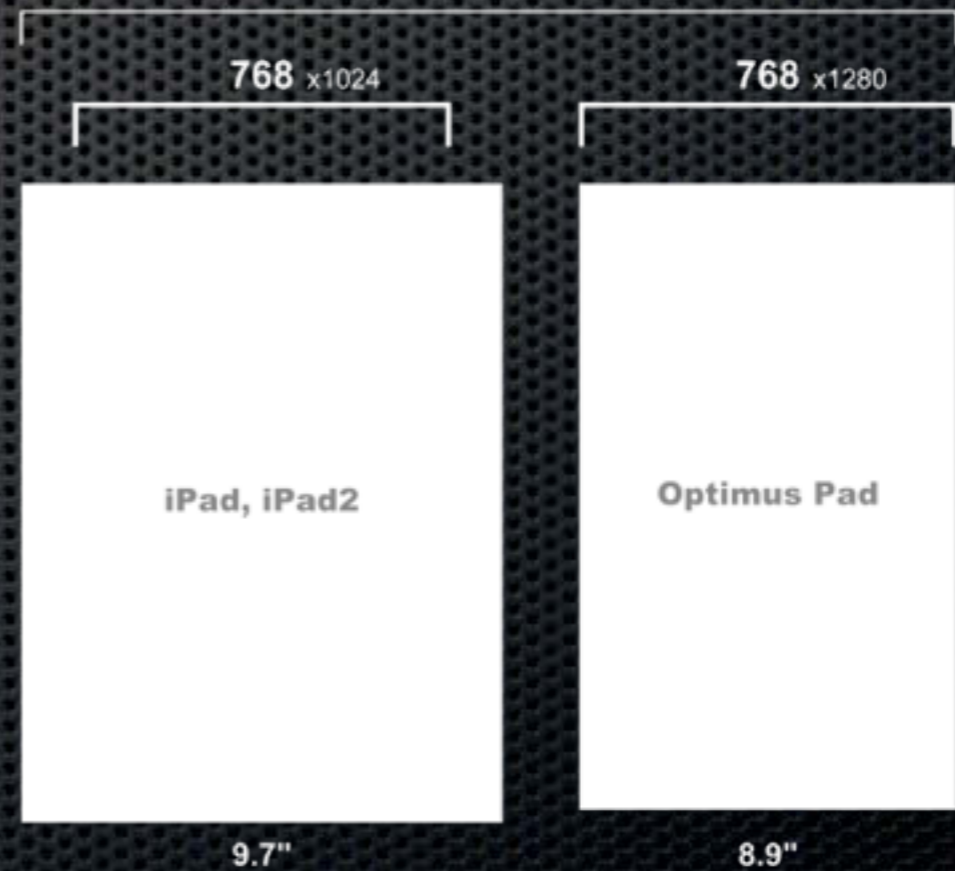 768 x1024
768 x1280
iPad, iPad2
Optimus Pad
9.7"
8.9"